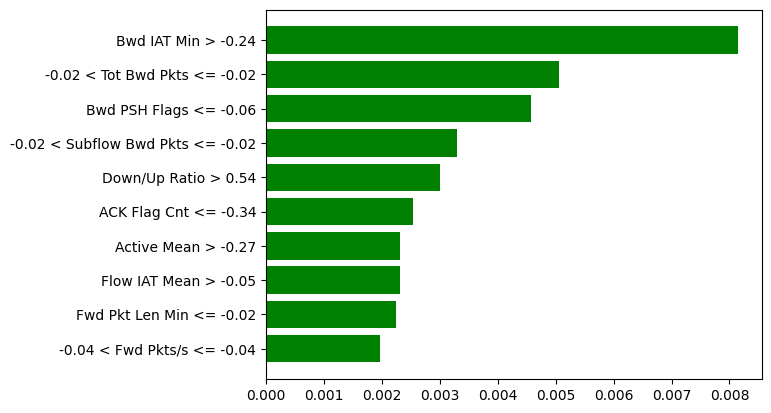 Bwd IAT Min > -0.24
-0.02 < Tot Bwd Pkts <= -0.02
Bwd PSH Flags <= -0.06
-0.02 < Subflow Bwd Pkts <= -0.02
Down/Up Ratio > 0.54
ACK Flag Cnt <= -0.34
Active Mean > -0.27
Flow IAT Mean > -0.05
Fwd Pkt Len Min <= -0.02
-0.04 < Fwd Pkts/s <= -0.04
0.000 0.001 0.002 0.003 0.004 0.005 0.006 0.007 0.008